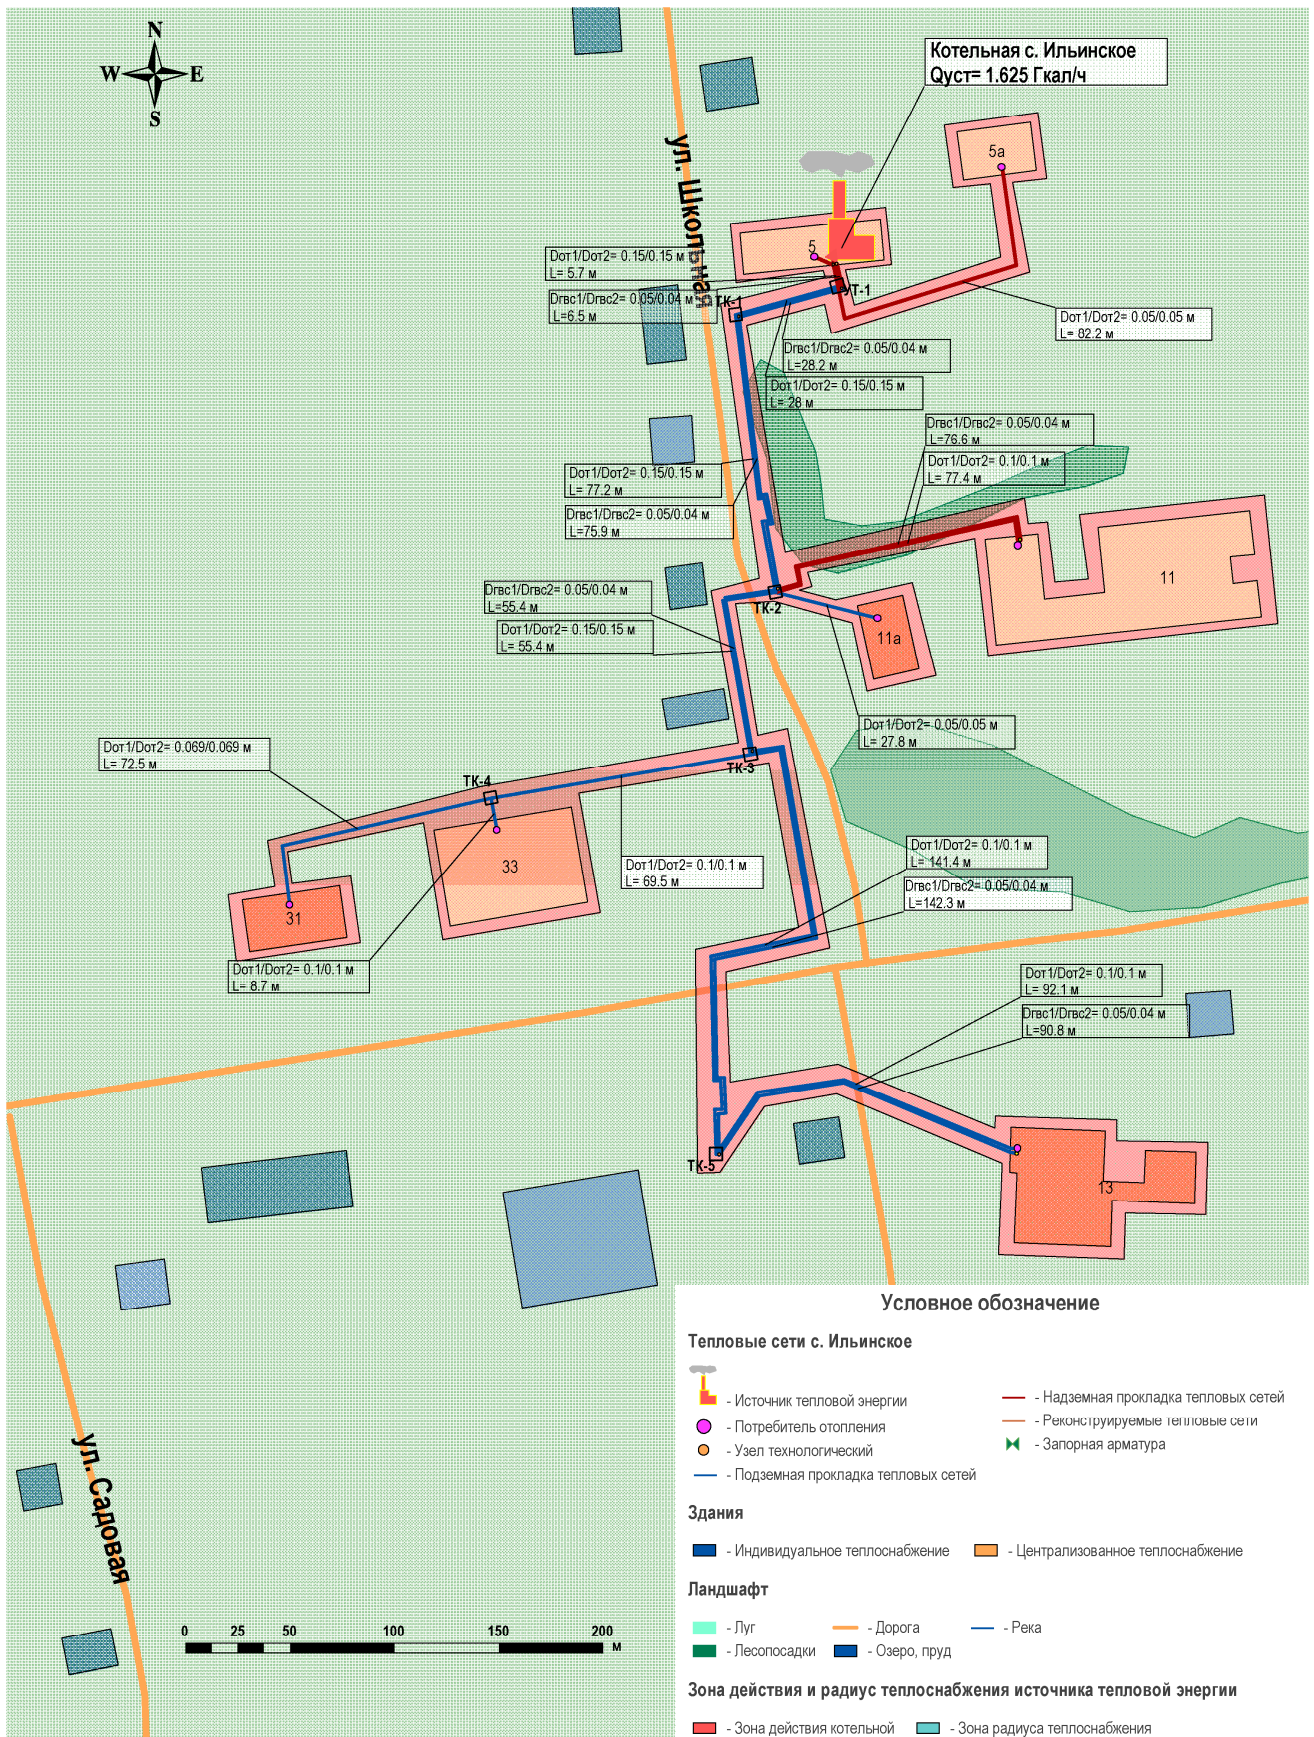 N
W E
S
Котельная с. Ильинское
Qуст= 1.625 Гкал/ч
ул. Школьная
5а
5
Dот1/Dот2= 0.15/0.15 м
L= 5.7 м
Dгвс1/Dгвс2= 0.05/0.04 м
L=6.5 м
ТК-1
УТ-1
Dот1/Dот2= 0.05/0.05 м
L= 82.2 м
Dгвс1/Dгвс2= 0.05/0.04 м
L=28.2 м
Dот1/Dот2= 0.15/0.15 м
L= 28 м
Dгвс1/Dгвс2= 0.05/0.04 м
L=76.6 м
Dот1/Dот2= 0.1/0.1 м
L= 77.4 м
Dот1/Dот2= 0.15/0.15 м
L= 77.2 м
Dгвс1/Dгвс2= 0.05/0.04 м
L=75.9 м
11
Dгвс1/Dгвс2= 0.05/0.04 м
L=55.4 м
ТК-2
Dот1/Dот2= 0.15/0.15 м
L= 55.4 м
11а
Dот1/Dот2= 0.05/0.05 м
L= 27.8 м
Dот1/Dот2= 0.069/0.069 м
L= 72.5 м
ТК-3
ТК-4
33
Dот1/Dот2= 0.1/0.1 м
L= 69.5 м
Dот1/Dот2= 0.1/0.1 м
L= 141.4 м
Dгвс1/Dгвс2= 0.05/0.04 м
L=142.3 м
31
Dот1/Dот2= 0.1/0.1 м
L= 8.7 м
Dот1/Dот2= 0.1/0.1 м
L= 92.1 м
Dгвс1/Dгвс2= 0.05/0.04 м
L=90.8 м
ТК-5
13
ул. Садовая
0 25 50 100 150 200
м
Условное обозначение
Тепловые сети с. Ильинское
- Источник тепловой энергии
- Потребитель отопления
- Узел технологический
- Подземная прокладка тепловых сетей
- Надземная прокладка тепловых сетей
- Реконструируемые тепловые сети
- Запорная арматура
Здания
- Индивидуальное теплоснабжение - Централизованное теплоснабжение
Ландшафт
- Луг - Дорога - Река
- Лесопосадки - Озеро, пруд
Зона действия и радиус теплоснабжения источника тепловой энергии
- Зона действия котельной - Зона радиуса теплоснабжения